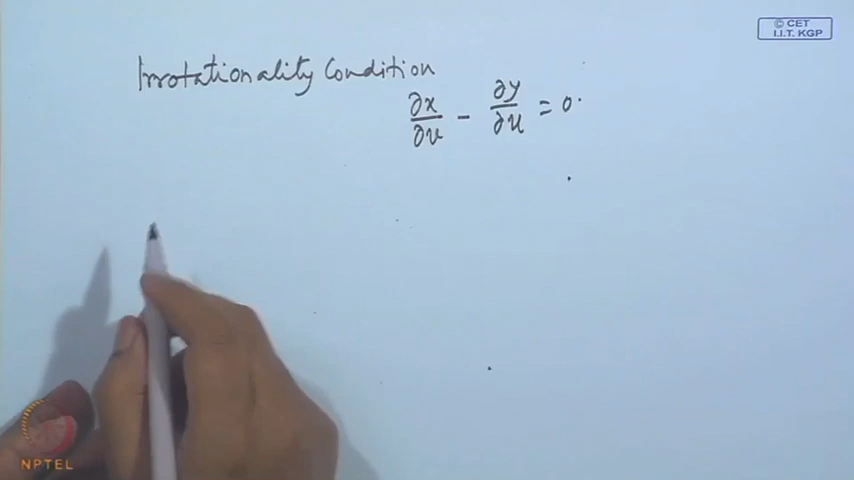 © CET
I.I.T. KGP
Irrotationality Condition
∂x/∂v - ∂y/∂u = 0.
NPTEL